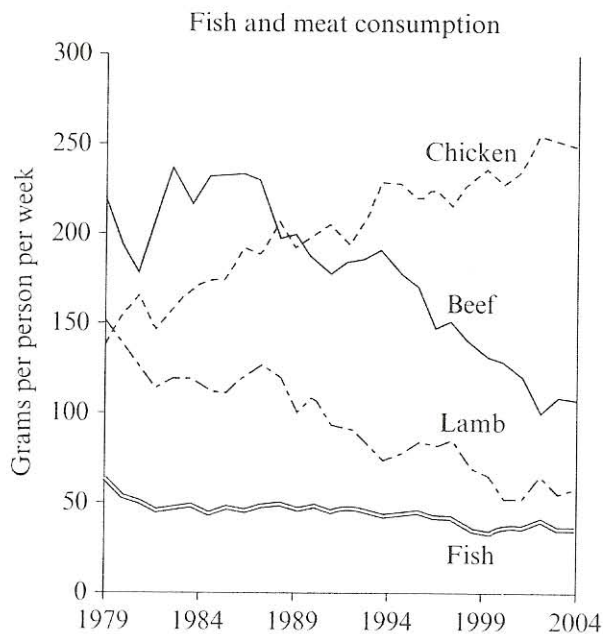 Fish and meat consumption
300
250
200
150
100
50
0
Grams per person per week
Chicken
Beef
Lamb
Fish
1979 1984 1989 1994 1999 2004